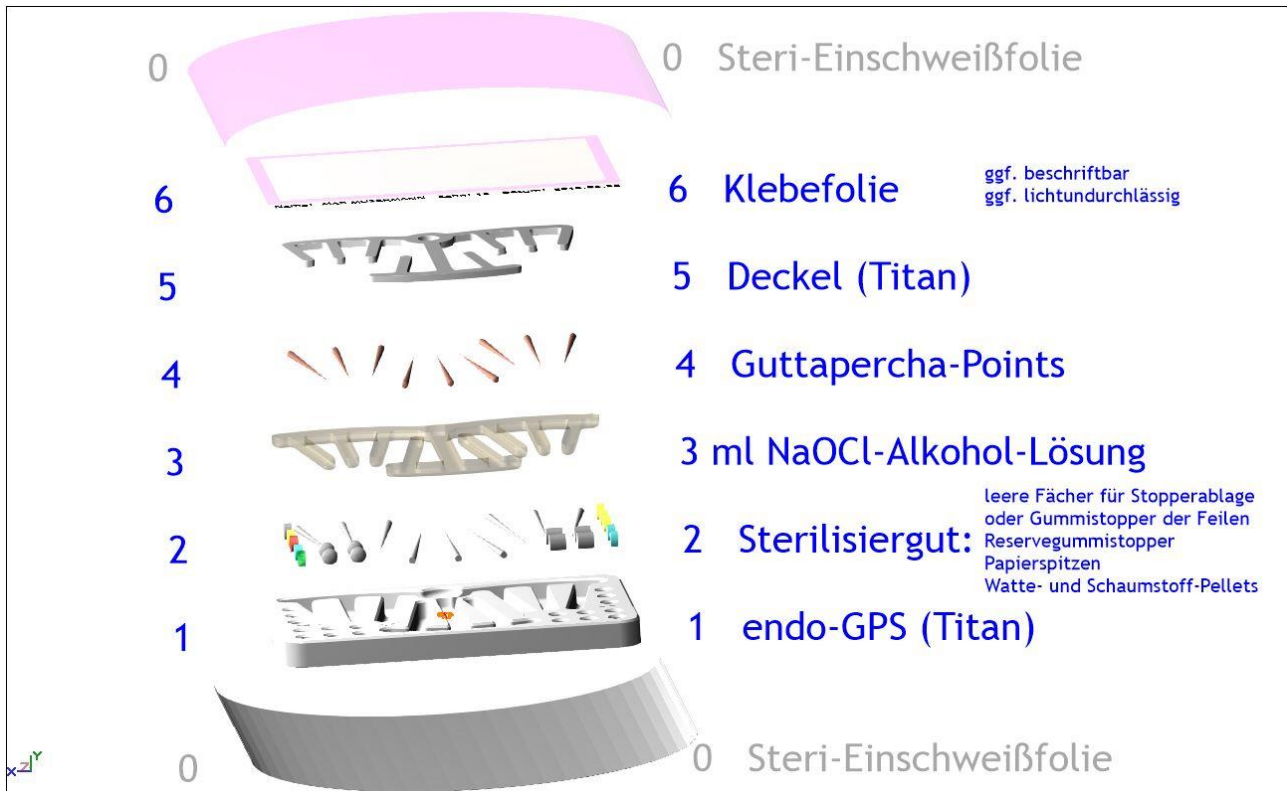 0 0 Steri-Einschweißfolie
6 6 Klebefolie ggf. beschriftbar
ggf. lichtundurchlässig
5 5 Deckel (Titan)
4 4 Guttapercha-Points
3 3 ml NaOCl-Alkohol-Lösung
2 2 Sterilisiergut: leere Fächer für Stopperablage
oder Gummistopper der Feilen
Reservegummistopper
Papierspitzen
Watte- und Schaumstoff-Pellets
1 1 endo-GPS (Titan)
0 0 Steri-Einschweißfolie
X Z Y